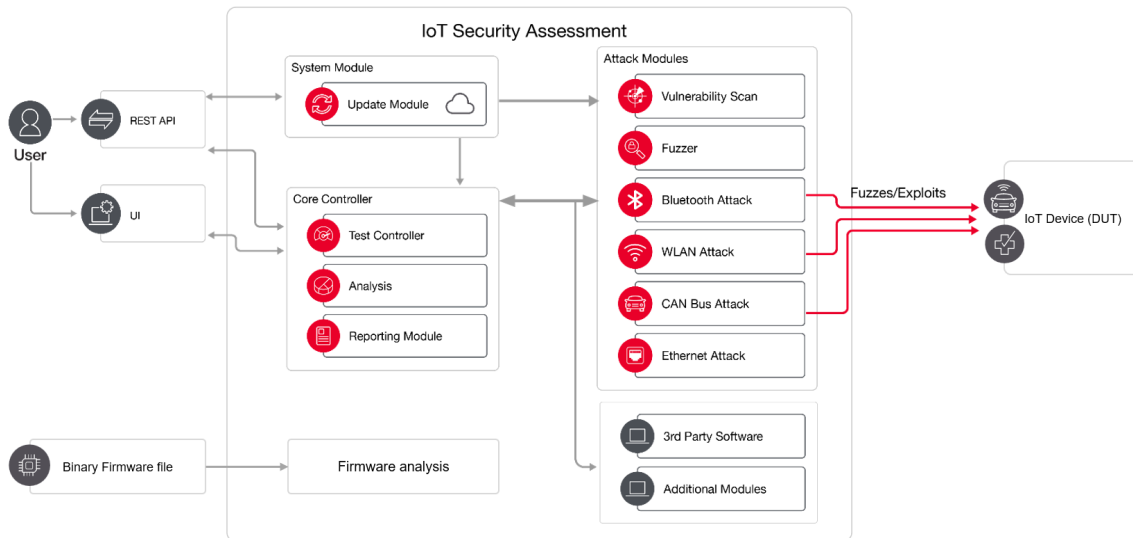 IoT Security Assessment
System Module
Update Module
Attack Modules
Vulnerability Scan
Fuzzer
Bluetooth Attack
WLAN Attack
CAN Bus Attack
Ethernet Attack
REST API
User
UI
Core Controller
Test Controller
Analysis
Reporting Module
Fuzzes/Exploits
IoT Device (DUT)
3rd Party Software
Additional Modules
Binary Firmware file
Firmware analysis